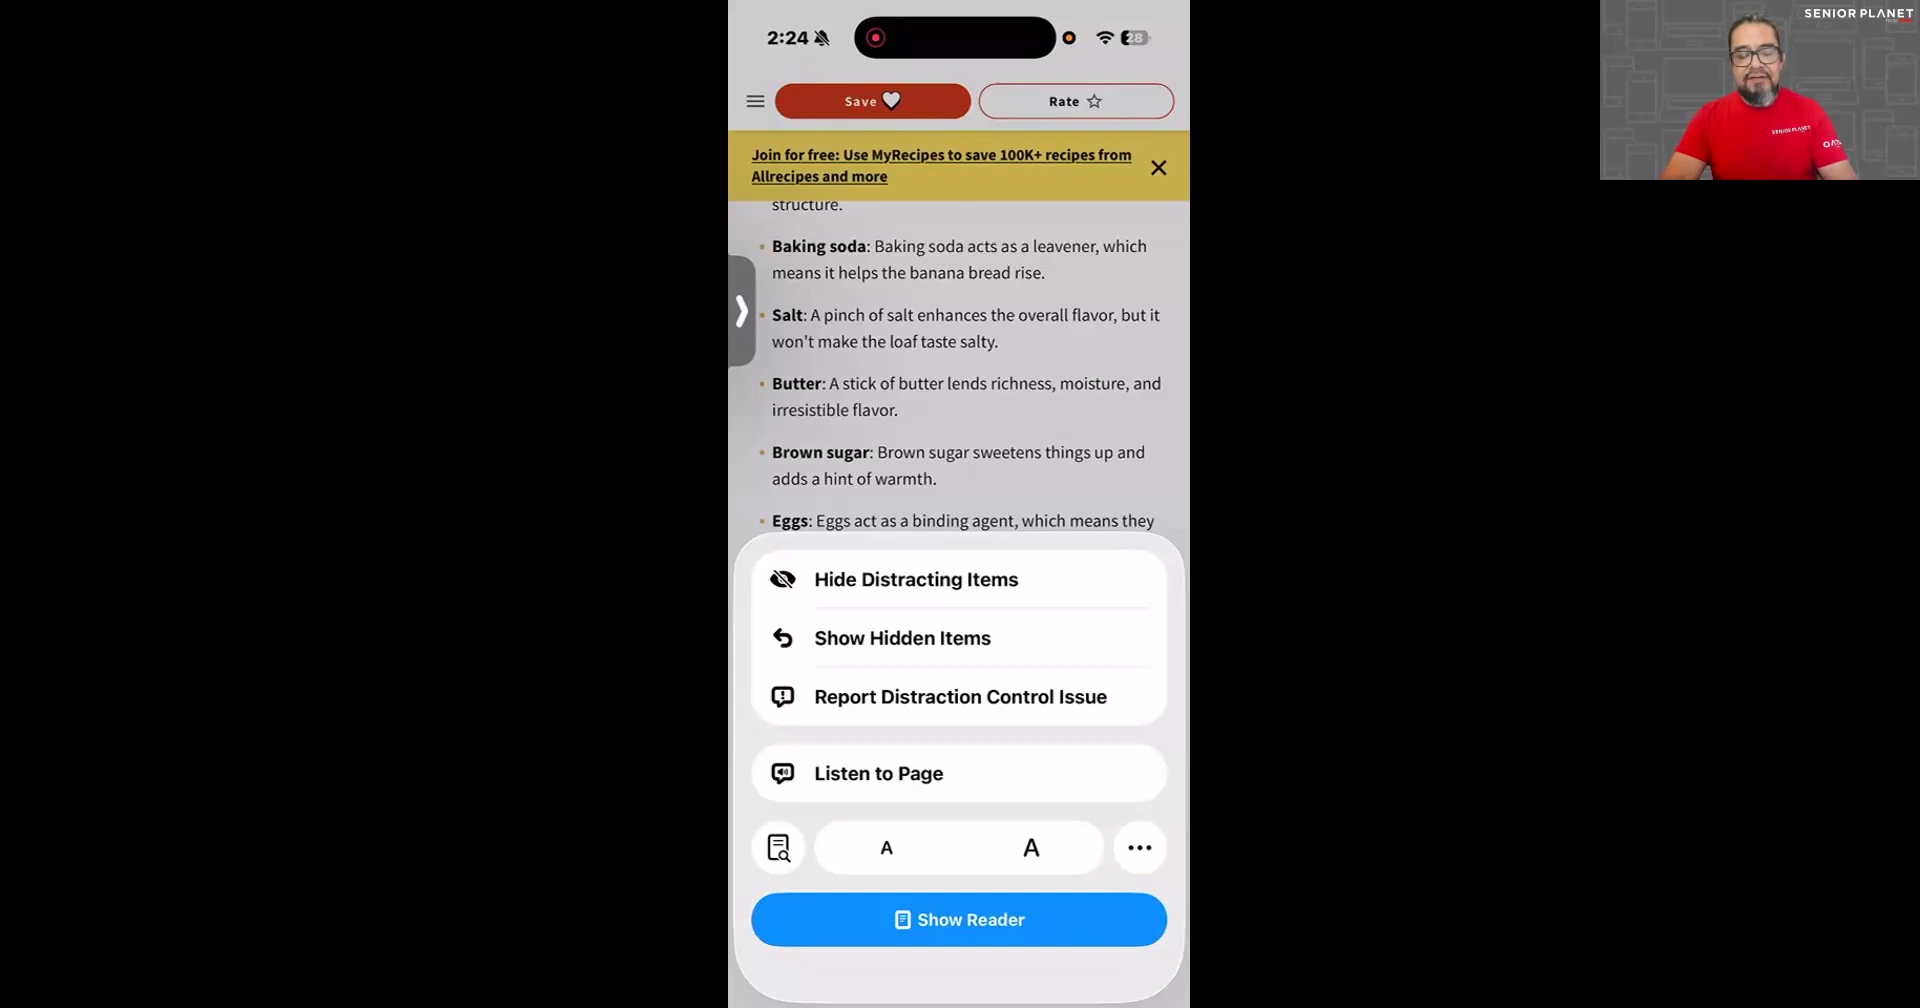 2:24
28
Save
Rate
Join for free: Use MyRecipes to save 100K+ recipes from
Allrecipes and more
structure.
Baking soda: Baking soda acts as a leavener, which
means it helps the banana bread rise.
Salt: A pinch of salt enhances the overall flavor, but it
won't make the loaf taste salty.
Butter: A stick of butter lends richness, moisture, and
irresistible flavor.
Brown sugar: Brown sugar sweetens things up and
adds a hint of warmth.
Eggs: Eggs act as a binding agent, which means they
Hide Distracting Items
Show Hidden Items
Report Distraction Control Issue
Listen to Page
A A
Show Reader
SENIOR PLANET
SENIOR PLANET